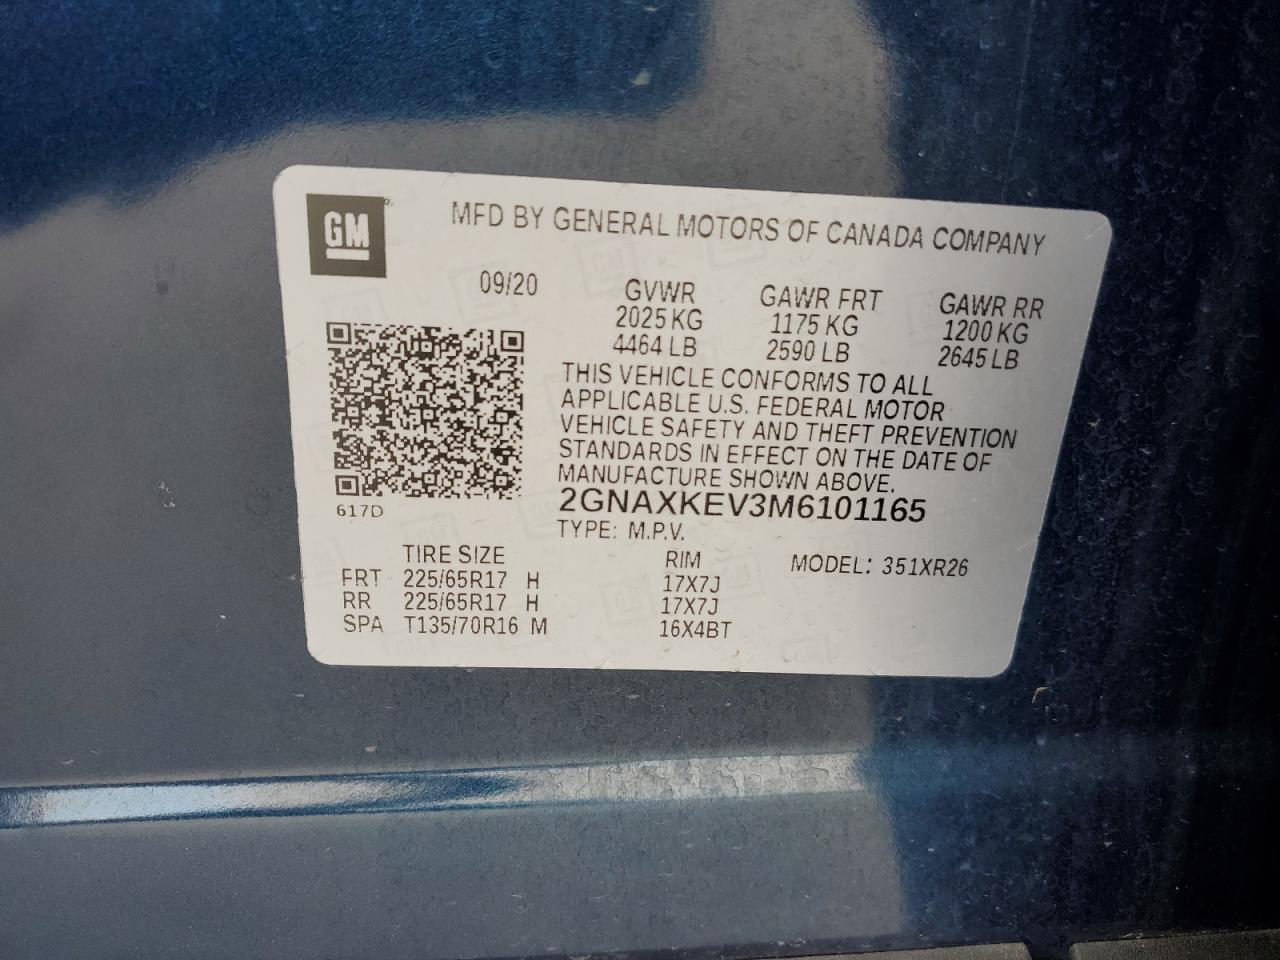 GM
MFD BY GENERAL MOTORS OF CANADA COMPANY
09/20 GVWR GAWR FRT GAWR RR
2025 KG 1175 KG 1200 KG
4464 LB 2590 LB 2645 LB
THIS VEHICLE CONFORMS TO ALL
APPLICABLE U.S. FEDERAL MOTOR
VEHICLE SAFETY AND THEFT PREVENTION
STANDARDS IN EFFECT ON THE DATE OF
MANUFACTURE SHOWN ABOVE.
617D
2GNAXKEV3M6101165
TYPE: M.P.V.
TIRE SIZE RIM MODEL: 351XR26
FRT 225/65R17 H 17X7J
RR 225/65R17 H 17X7J
SPA T135/70R16 M 16X4BT